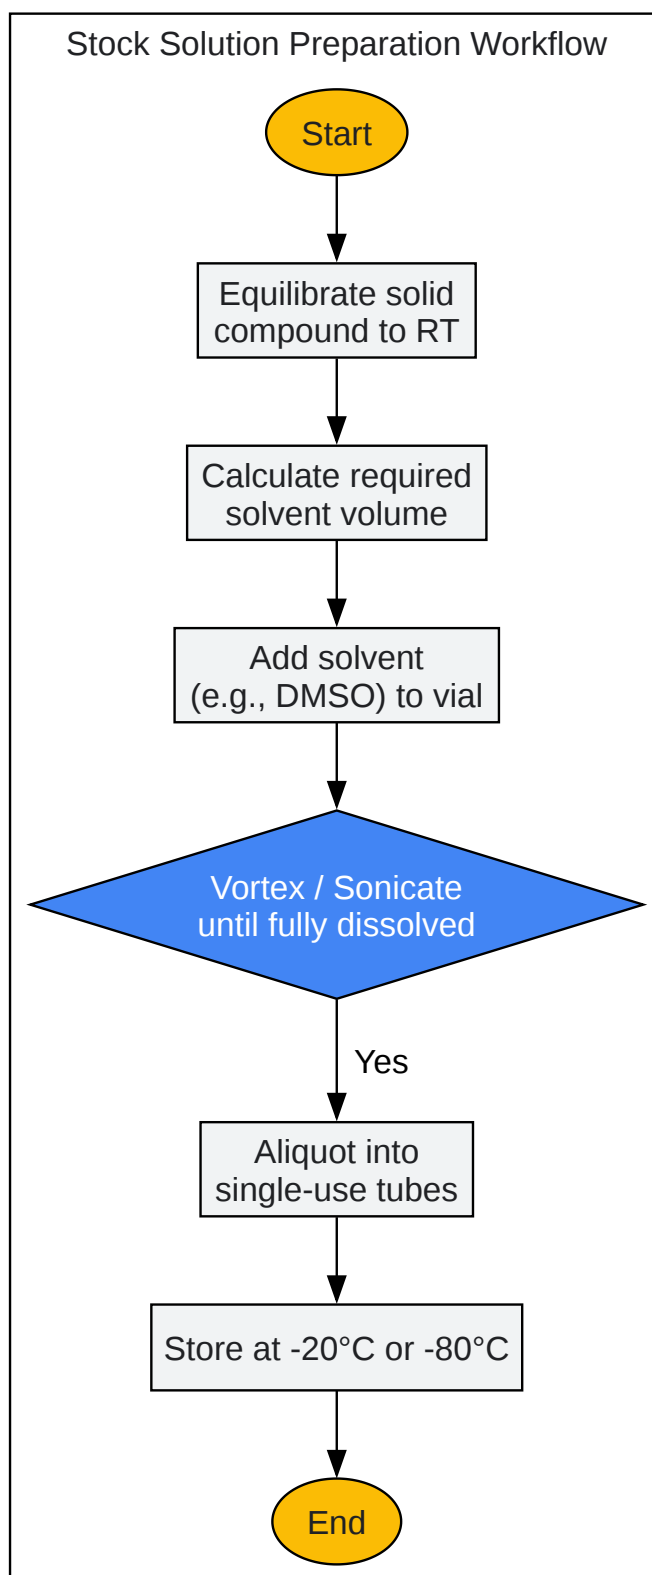 Stock Solution Preparation Workflow
Start
Equilibrate solid
compound to RT
Calculate required
solvent volume
Add solvent
(e.g., DMSO) to vial
Vortex / Sonicate
until fully dissolved
Yes
Aliquot into
single-use tubes
Store at -20°C or -80°C
End